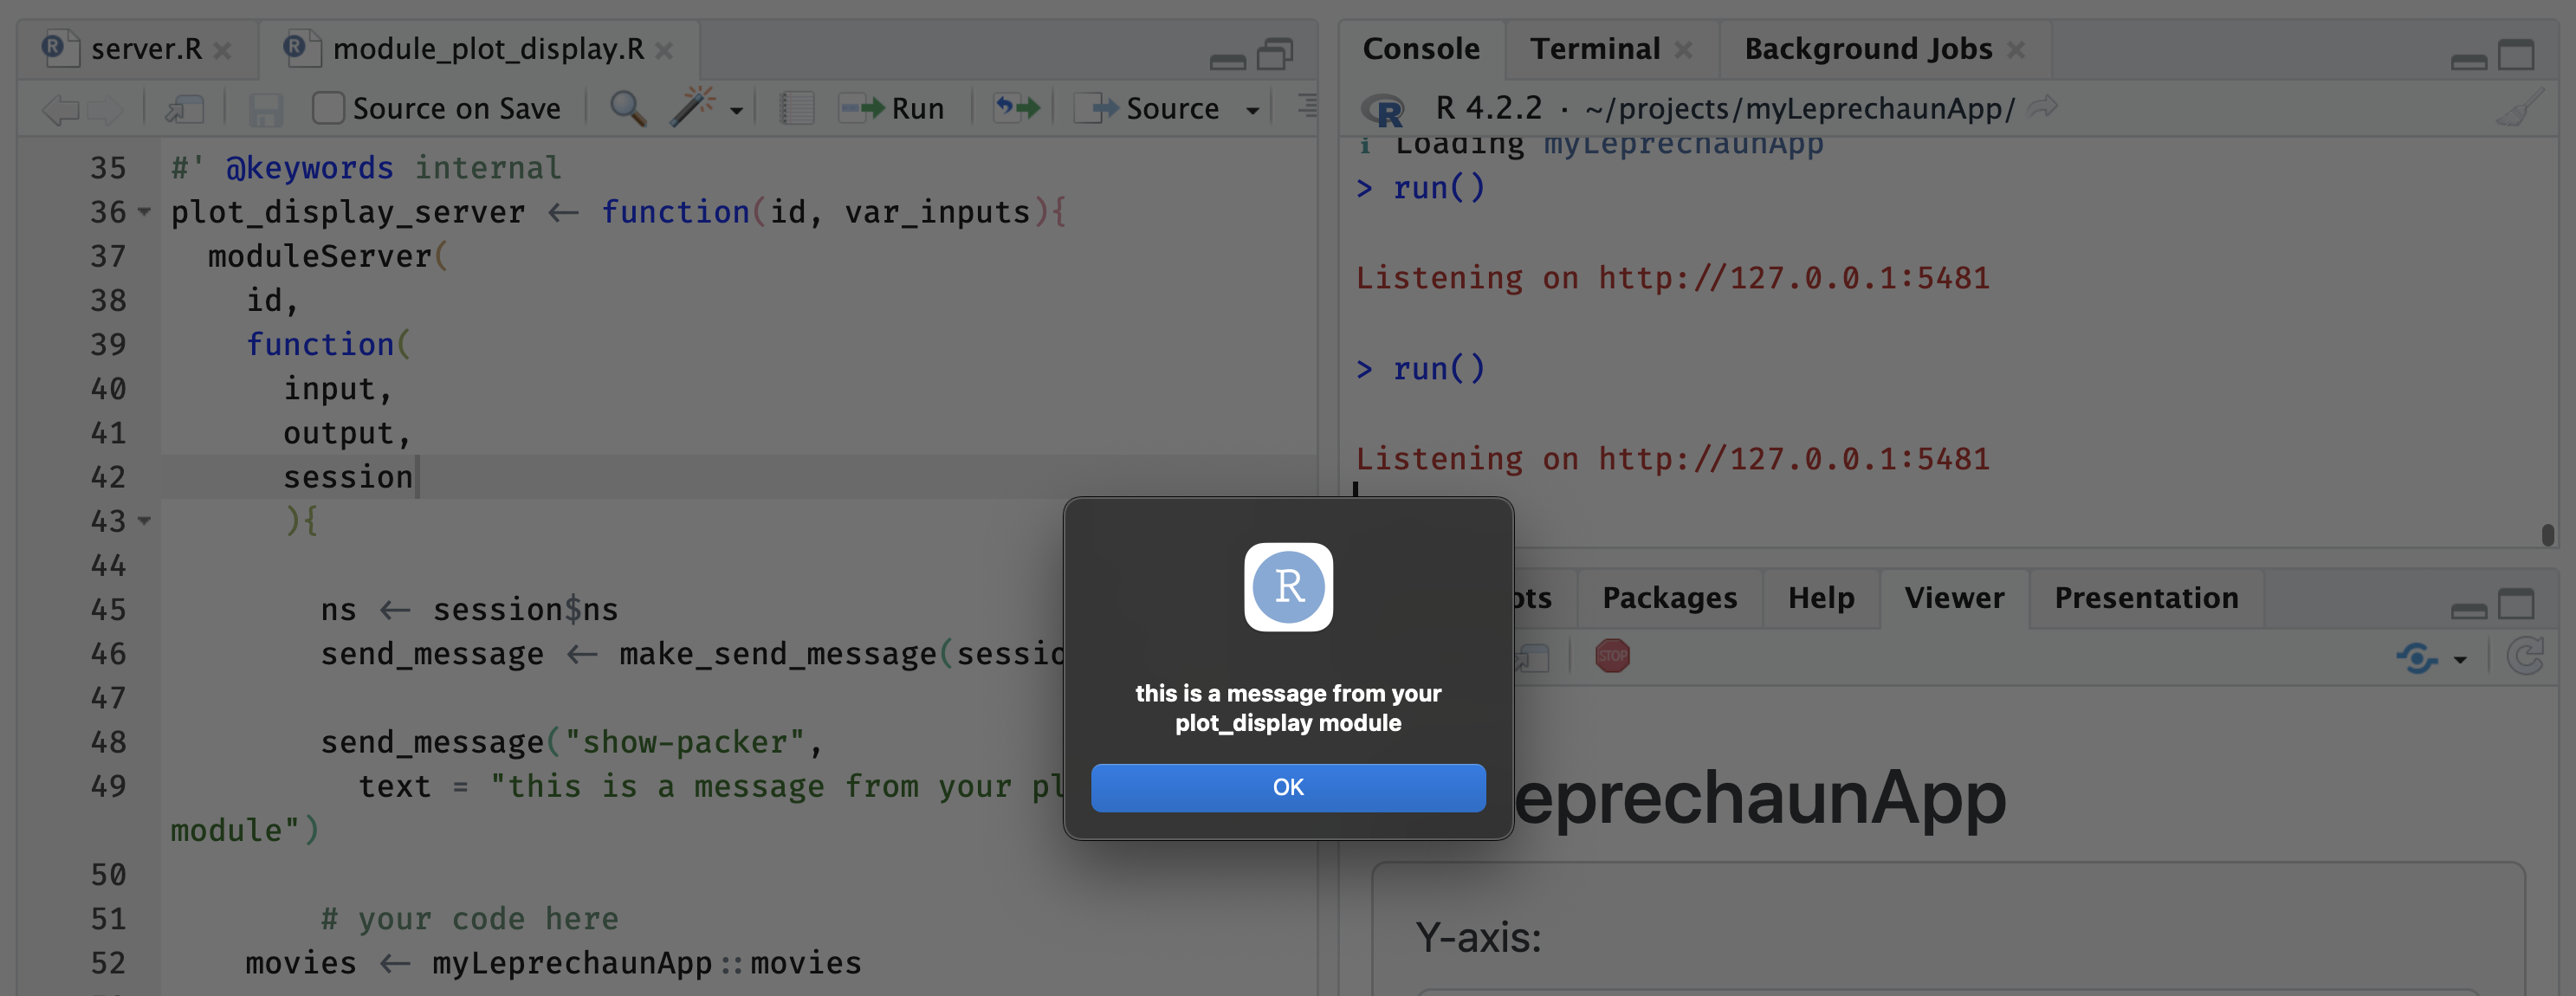 server.R
module_plot_display.R
Source on Save
Run
Source
35 #' @keywords internal
36 plot_display_server ← function(id, var_inputs){
37 moduleServer(
38 id,
39 function(
40 input,
41 output,
42 session
43 ){
44
45 ns ← session$ns
46 send_message ← make_send_message(sessio
47
48 send_message("show-packer",
49 text = "this is a message from your pl
module")
50
51 # your code here
52 movies ← myLeprechaunApp::movies
Console
Terminal
Background Jobs
R 4.2.2 · ~/projects/myLeprechaunApp/
i Loading myLeprechaunApp
> run()
Listening on http://127.0.0.1:5481
> run()
Listening on http://127.0.0.1:5481
R
this is a message from your
plot_display module
OK
ots
Packages
Help
Viewer
Presentation
STOP
eprechaunApp
Y-axis: